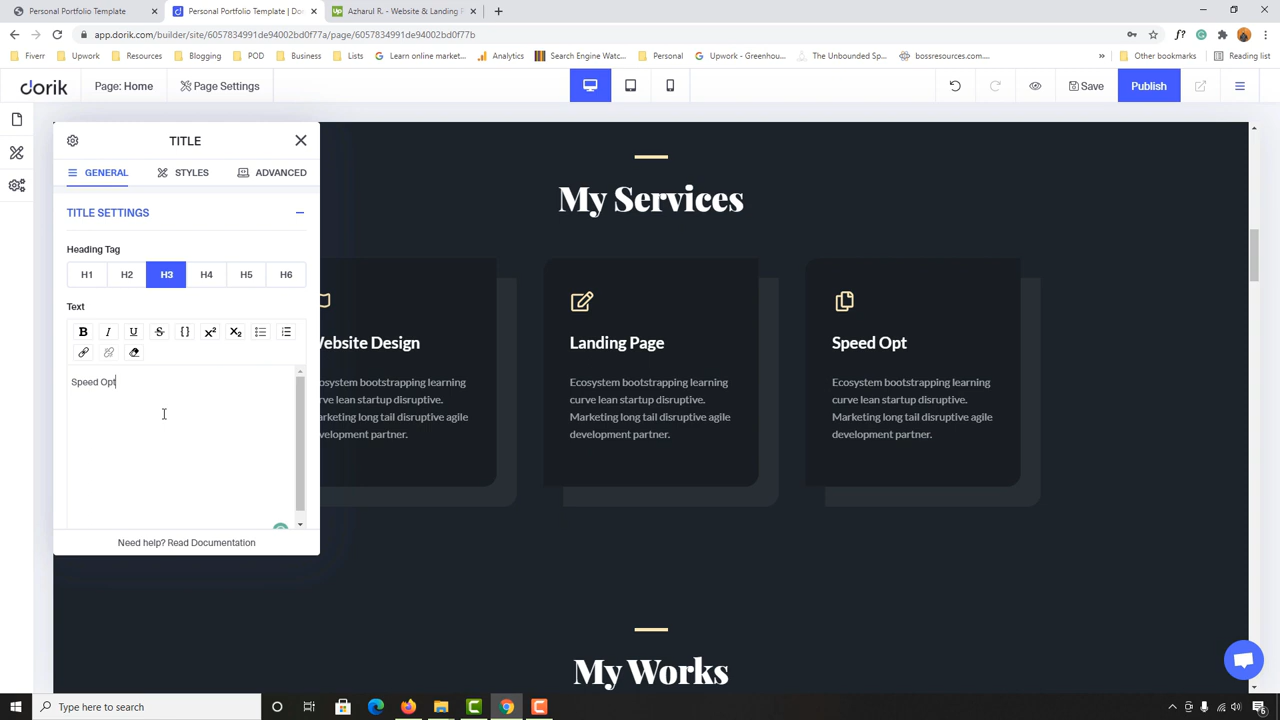 Personal Portfolio Template
Personal Portfolio Template | Do
Azharul R. - Website & Landing P
app.dorik.com/builder/site/6057834991de94002bd0f77a/page/6057834991de94002bd0f77b
Fiverr
Upwork
Resources
Blogging
POD
Business
Lists
Learn online market...
Analytics
Search Engine Watc...
Personal
Upwork - Greenhou...
The Unbounded Sp...
bossresources.com...
»
Other bookmarks
Reading list
dorik
Page: Home
Page Settings
Save
Publish
TITLE
GENERAL
STYLES
ADVANCED
TITLE SETTINGS
Heading Tag
H1 H2 H3 H4 H5 H6
Text
Speed Opt
Need help? Read Documentation
My Services
Website Design
cosystem bootstrapping learning
urve lean startup disruptive.
arketing long tail disruptive agile
evelopment partner.
Landing Page
Ecosystem bootstrapping learning
curve lean startup disruptive.
Marketing long tail disruptive agile
development partner.
Speed Opt
Ecosystem bootstrapping learning
curve lean startup disruptive.
Marketing long tail disruptive agile
development partner.
My Works
Type here to search